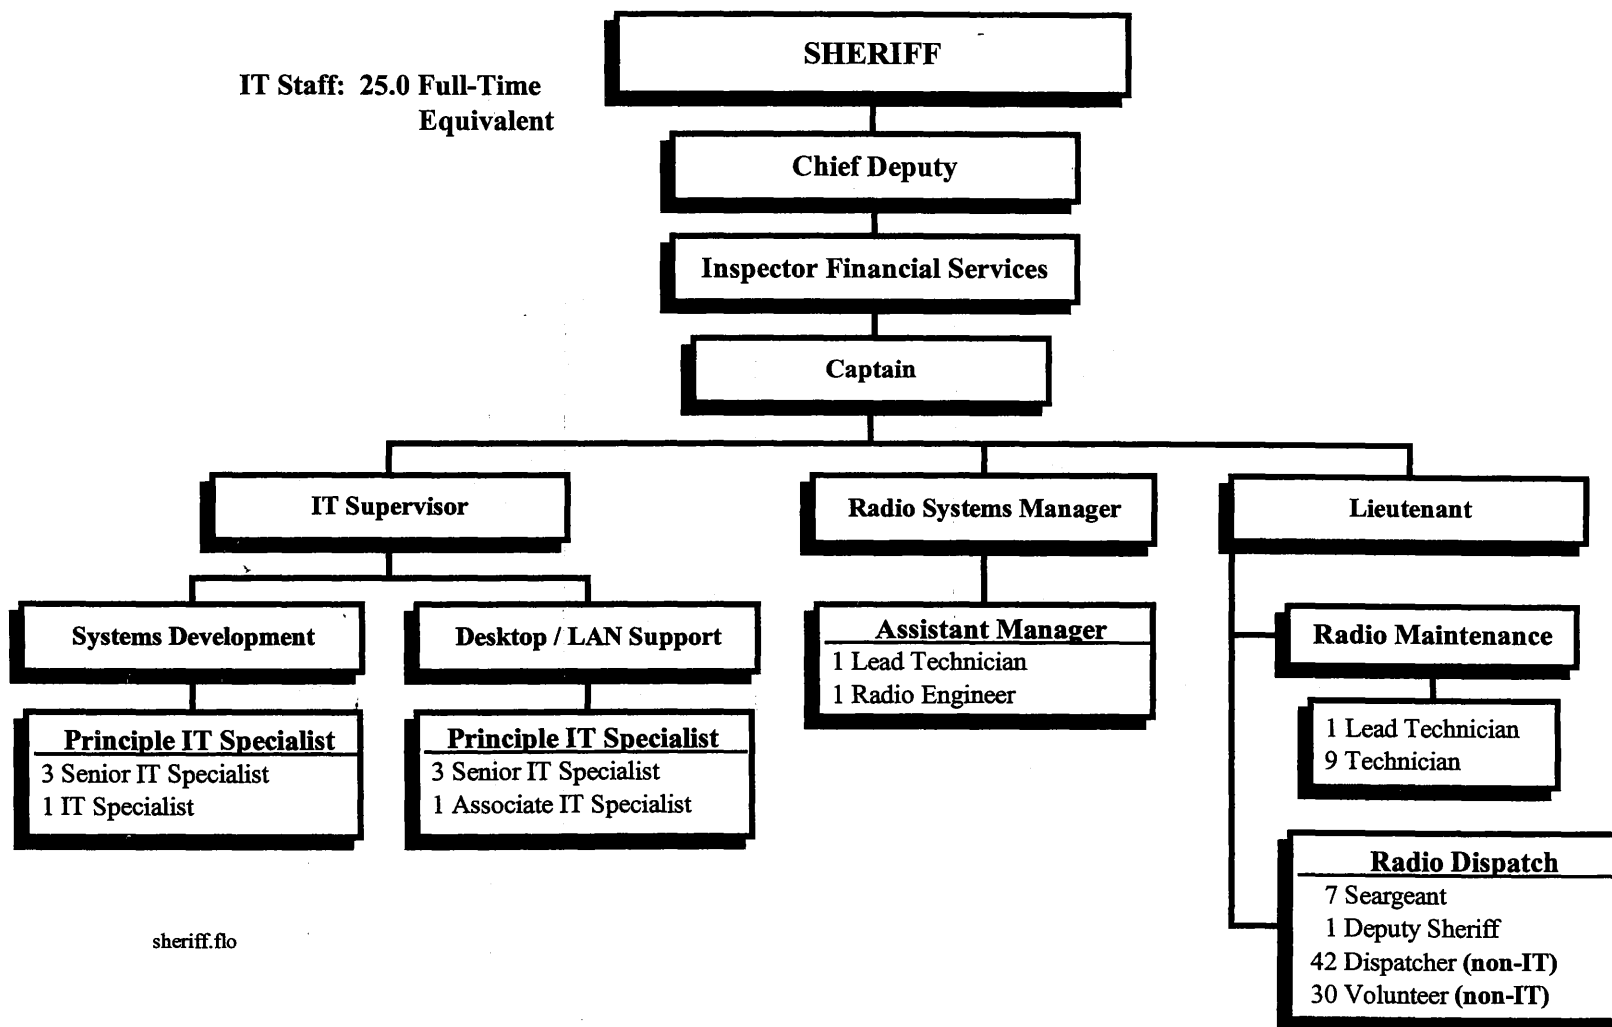 SHERIFF
IT Staff: 25.0 Full-Time
Equivalent
Chief Deputy
Inspector Financial Services
Captain
IT Supervisor
Radio Systems Manager
Lieutenant
Systems Development
Desktop / LAN Support
Assistant Manager
1 Lead Technician
1 Radio Engineer
Radio Maintenance
Principle IT Specialist
3 Senior IT Specialist
1 IT Specialist
Principle IT Specialist
3 Senior IT Specialist
1 Associate IT Specialist
1 Lead Technician
9 Technician
Radio Dispatch
7 Seargeant
1 Deputy Sheriff
42 Dispatcher (non-IT)
30 Volunteer (non-IT)
sheriff.flo